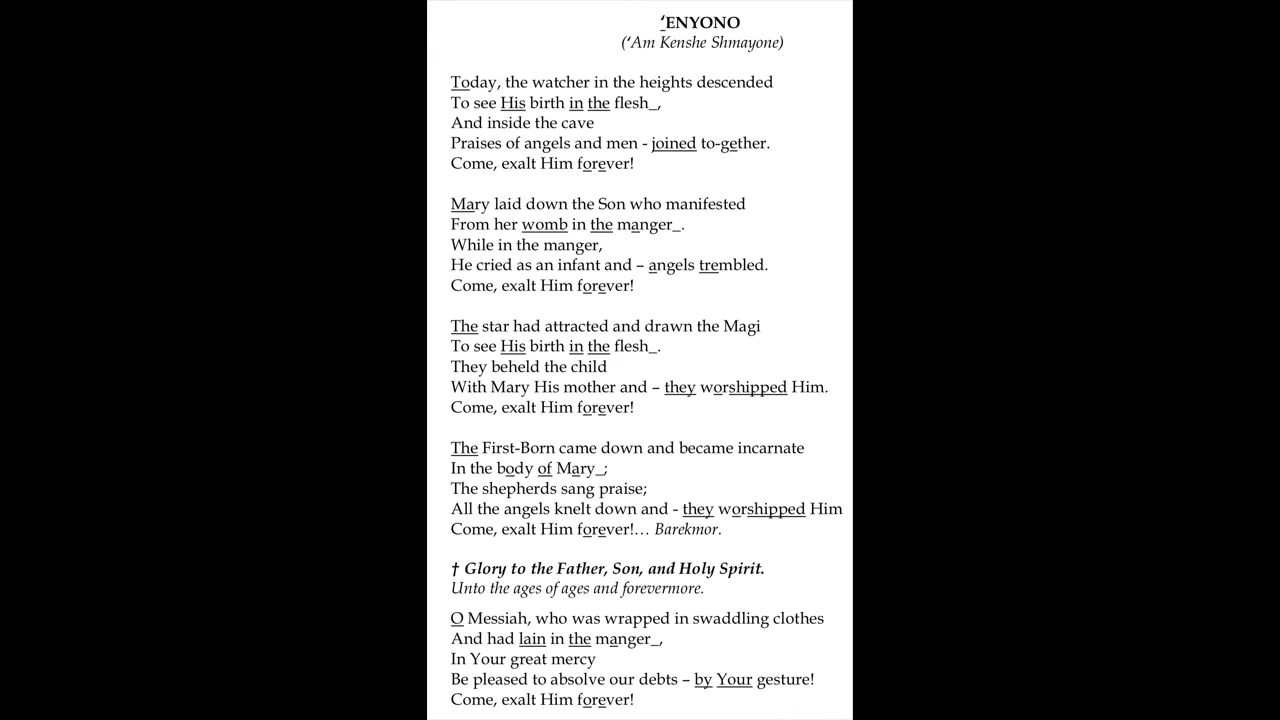 ‘ENYONO
(‘Am Kenshe Shmayone)
Today, the watcher in the heights descended
To see His birth in the flesh_,
And inside the cave
Praises of angels and men - joined to-gether.
Come, exalt Him forever!
Mary laid down the Son who manifested
From her womb in the manger_.
While in the manger,
He cried as an infant and – angels trembled.
Come, exalt Him forever!
The star had attracted and drawn the Magi
To see His birth in the flesh_.
They beheld the child
With Mary His mother and – they worshipped Him.
Come, exalt Him forever!
The First-Born came down and became incarnate
In the body of Mary_;
The shepherds sang praise;
All the angels knelt down and - they worshipped Him
Come, exalt Him forever!… Barekmor.
† Glory to the Father, Son, and Holy Spirit.
Unto the ages of ages and forevermore.
O Messiah, who was wrapped in swaddling clothes
And had lain in the manger_,
In Your great mercy
Be pleased to absolve our debts – by Your gesture!
Come, exalt Him forever!